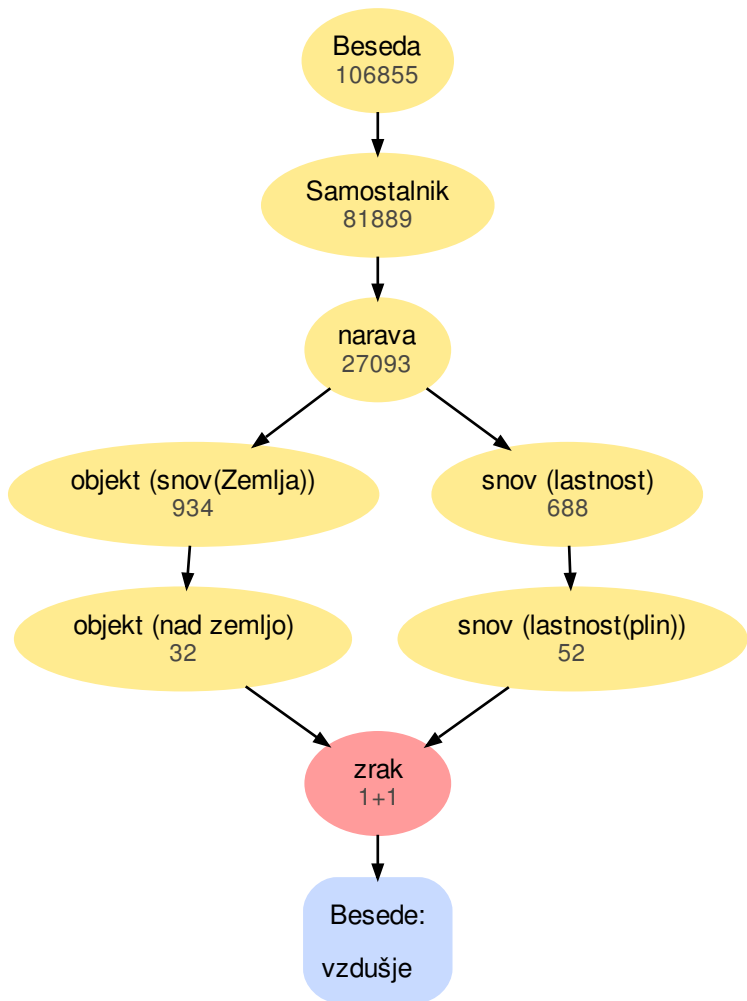 Beseda
106855
Samostalnik
81889
narava
27093
objekt (snov(Zemlja))
934
snov (lastnost)
688
objekt (nad zemljo)
32
snov (lastnost(plin))
52
zrak
1+1
Besede:
vzdušje